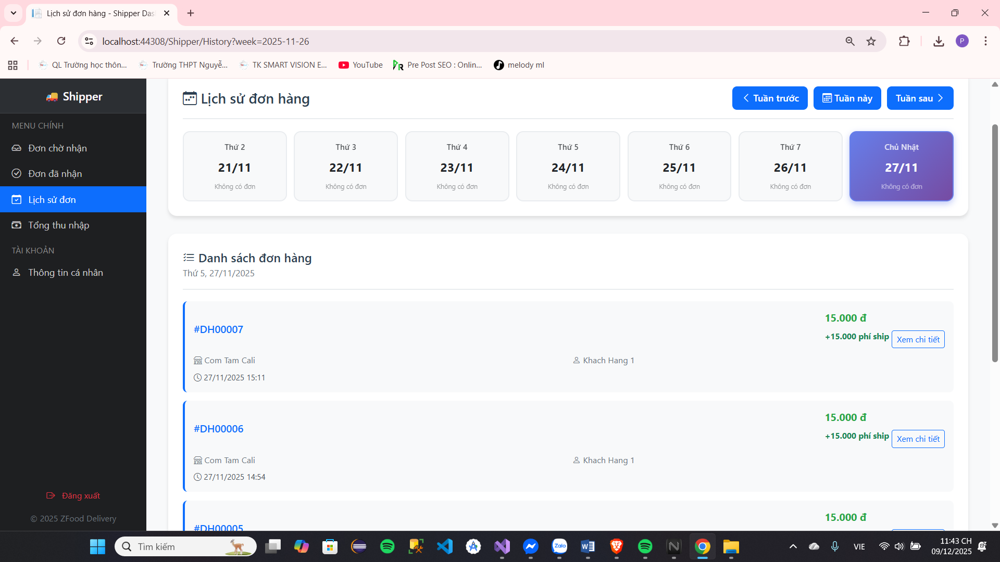 Lịch sử đơn hàng - Shipper Das
localhost:44308/Shipper/History?week=2025-11-26
P
QL Trường học thôn...
Trường THPT Nguyễ...
TK SMART VISION E...
YouTube
Pre Post SEO : Onlin...
melody ml
Shipper
MENU CHÍNH
Đơn chờ nhận
Đơn đã nhận
Lịch sử đơn
Tổng thu nhập
TÀI KHOẢN
Thông tin cá nhân
Đăng xuất
© 2025 ZFood Delivery
Lịch sử đơn hàng
Tuần trước
Tuần này
Tuần sau
Thứ 2
21/11
Không có đơn
Thứ 3
22/11
Không có đơn
Thứ 4
23/11
Không có đơn
Thứ 5
24/11
Không có đơn
Thứ 6
25/11
Không có đơn
Thứ 7
26/11
Không có đơn
Chủ Nhật
27/11
Không có đơn
Danh sách đơn hàng
Thứ 5, 27/11/2025
#DH00007
15.000 đ
+15.000 phí ship
Xem chi tiết
Com Tam Cali
Khach Hang 1
27/11/2025 15:11
#DH00006
15.000 đ
+15.000 phí ship
Xem chi tiết
Com Tam Cali
Khach Hang 1
27/11/2025 14:54
#DH00005
15.000 đ
Tìm kiếm
Zalo
VIE
11:43 CH
09/12/2025